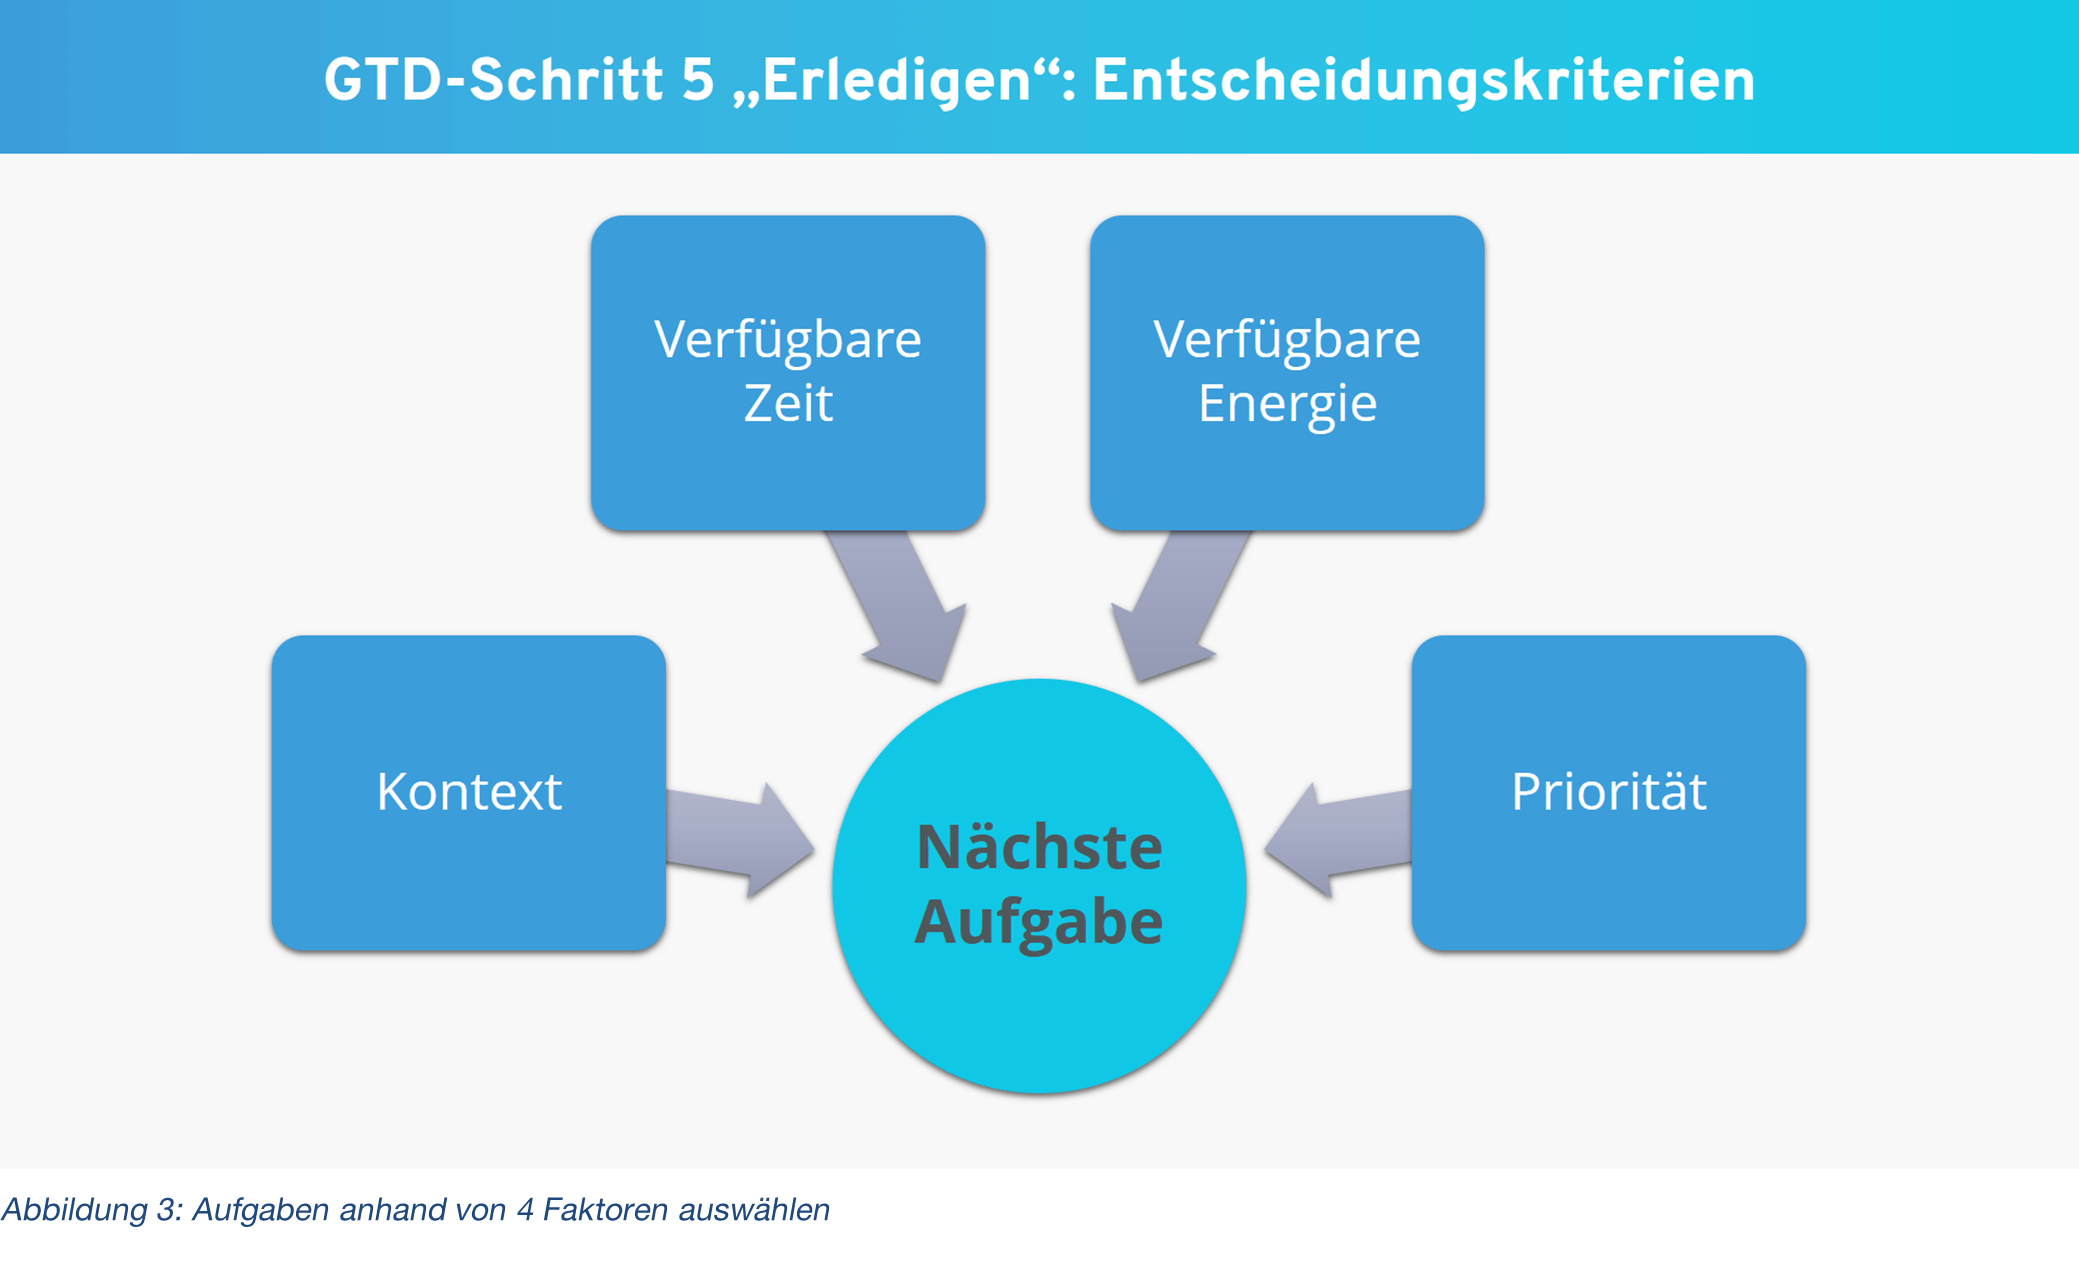 GTD-Schritt 5 „Erledigen“: Entscheidungskriterien
Verfügbare
Zeit
Verfügbare
Energie
Kontext
Priorität
Nächste
Aufgabe
Abbildung 3: Aufgaben anhand von 4 Faktoren auswählen